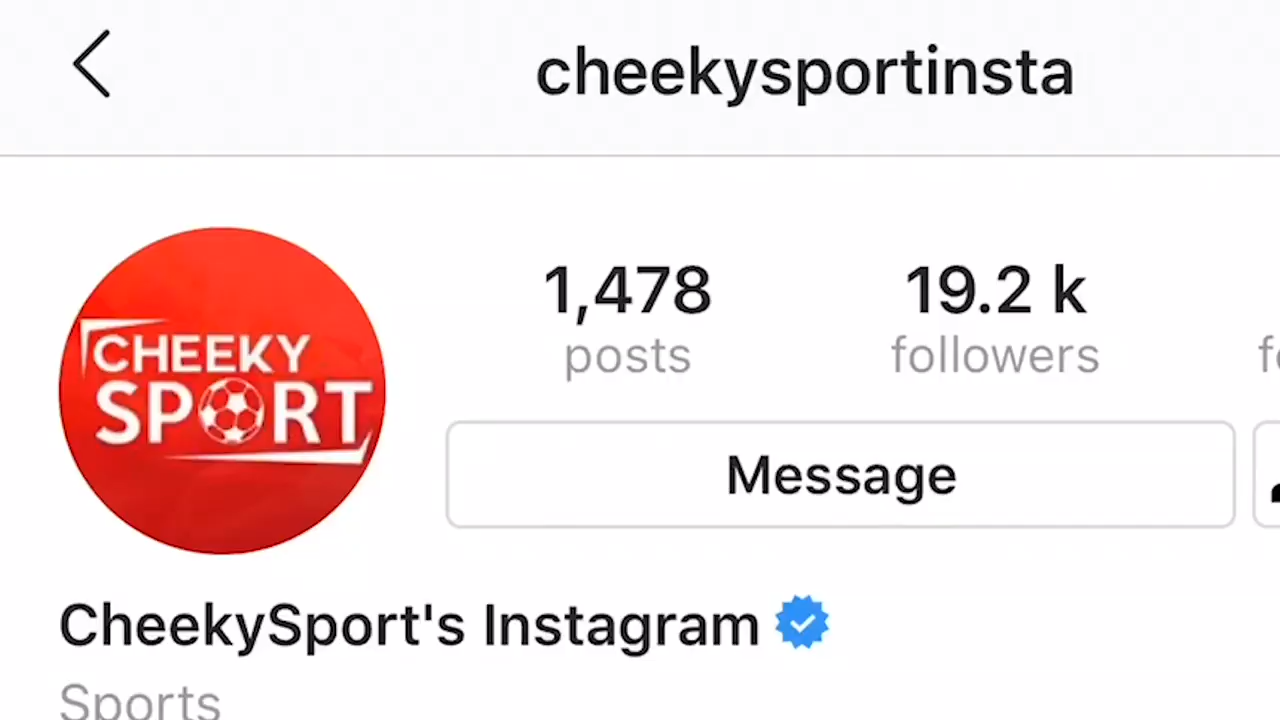 cheekysportinsta
1,478 19.2 k
posts followers
CHEEKY
SPORT
Message
CheekySport's Instagram
Sports